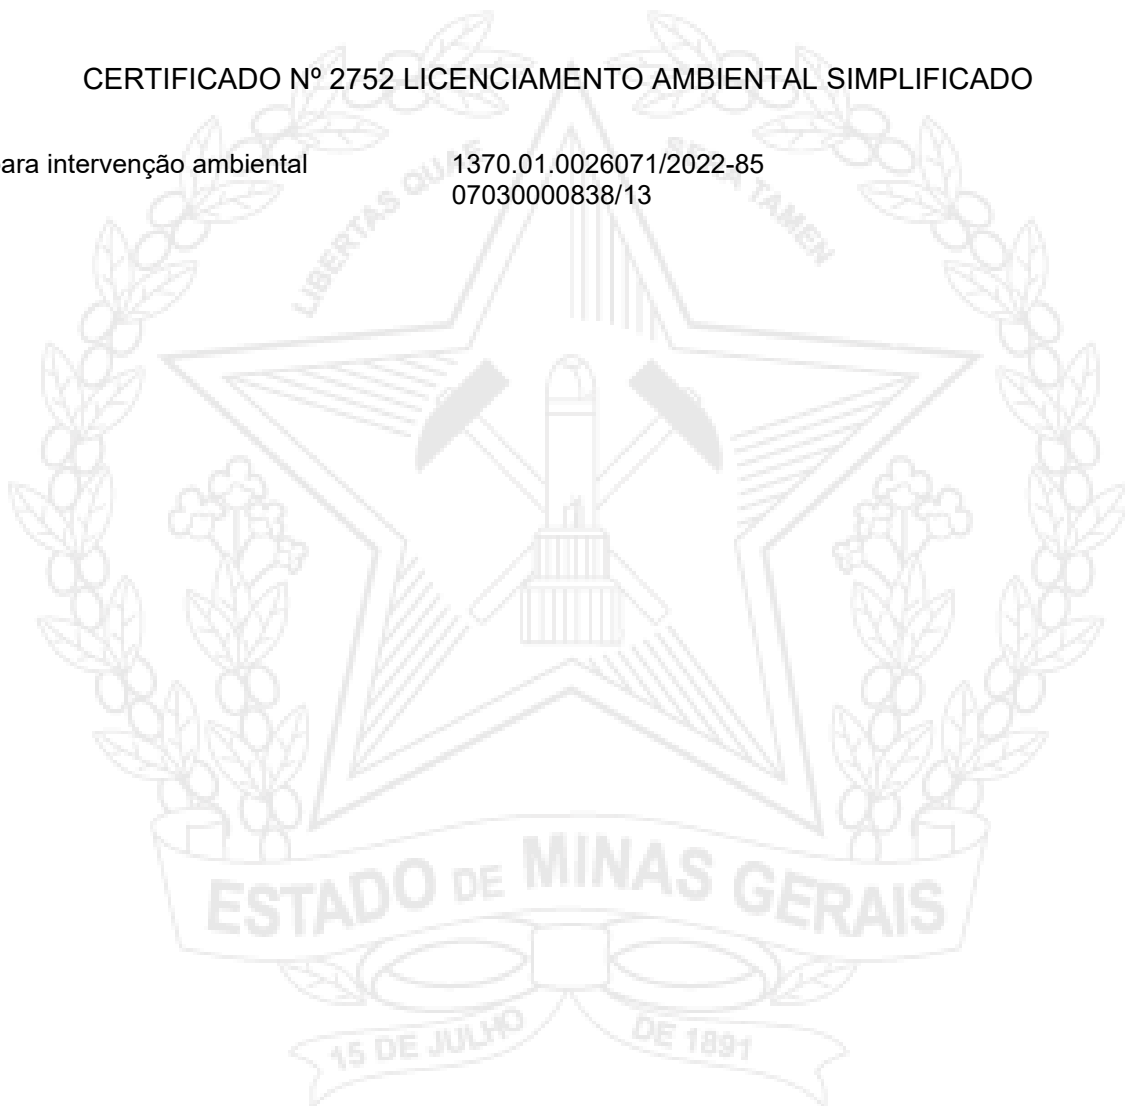 CERTIFICADO Nº 2752 LICENCIAMENTO AMBIENTAL SIMPLIFICADO
para intervenção ambiental 1370.01.0026071/2022-85
07030000838/13
LIBERTAS QUAE SERA TAMEN
ESTADO DE MINAS GERAIS
15 DE JULHO DE 1891